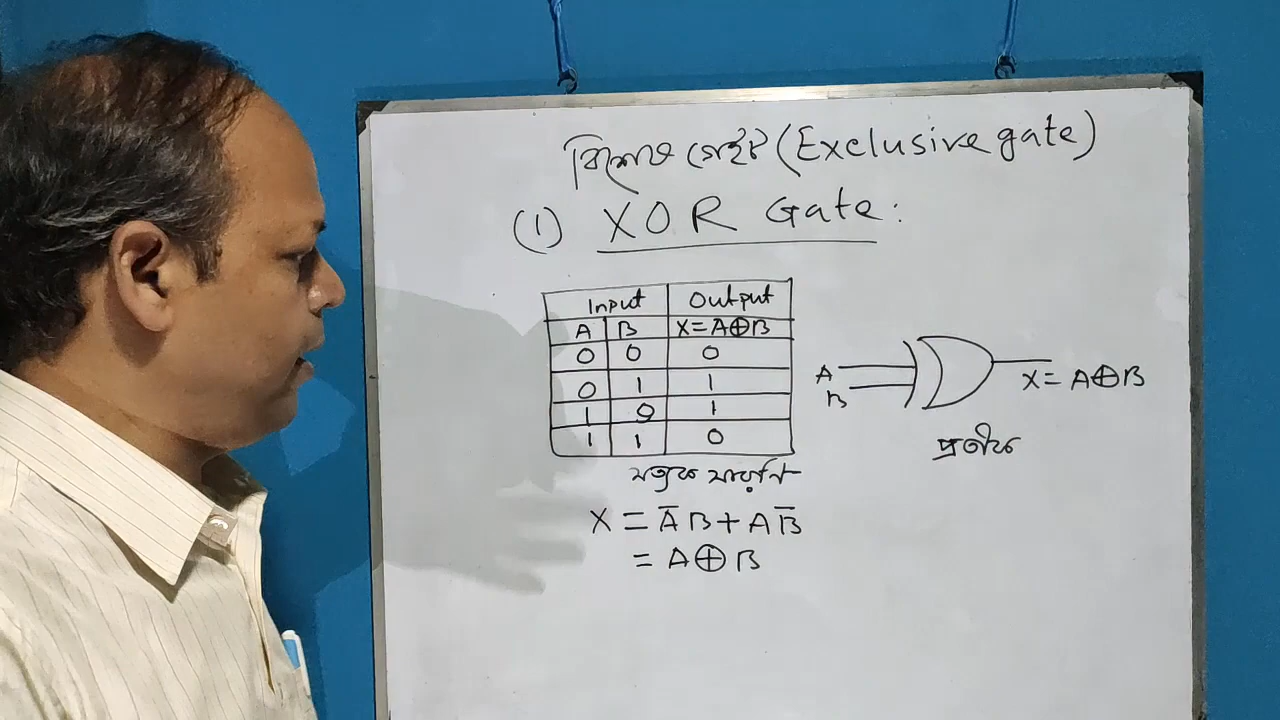 বিশেষ গেইট (Exclusive gate)
(1) XOR Gate:
Input Output
A B X=A⊕B
0 0 0
0 1 1
1 0 1
1 1 0
সত্যক সারণি
A
B
X= A⊕B
প্রতীক
X = A̅B + AB̅
= A⊕B